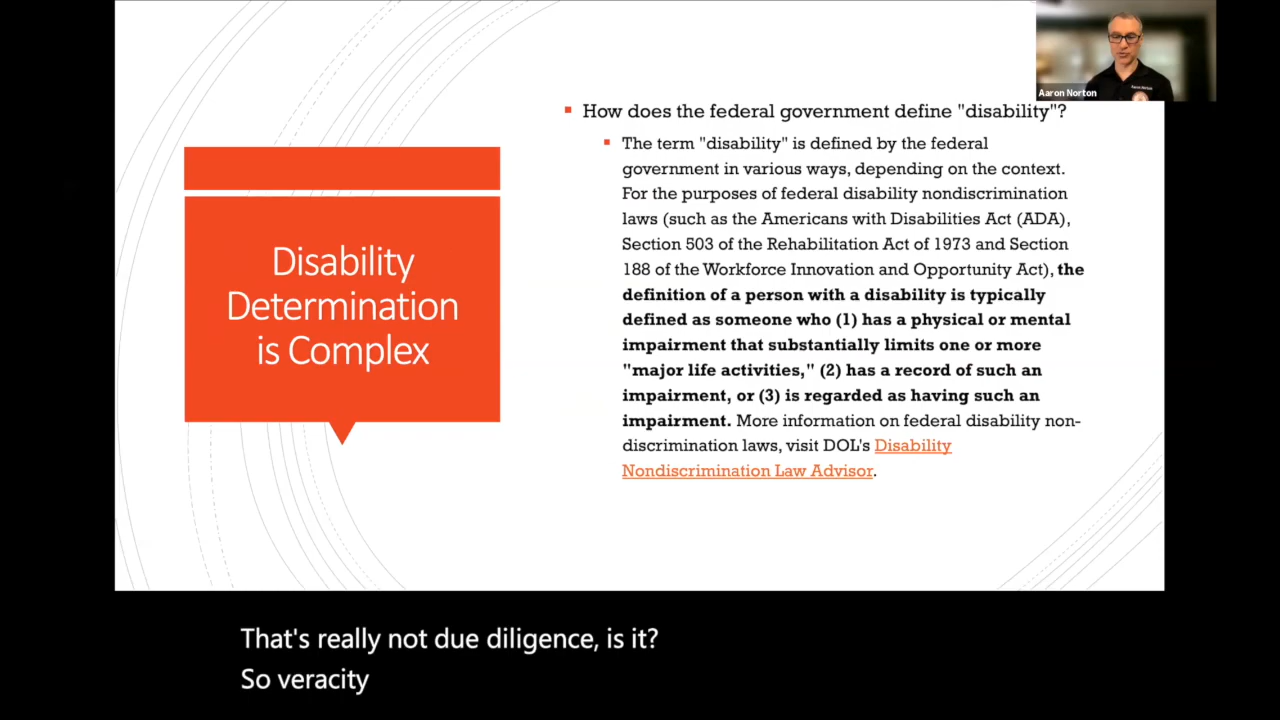 Aaron Norton
Aaron Norton
How does the federal government define "disability"?
The term "disability" is defined by the federal
government in various ways, depending on the context.
For the purposes of federal disability nondiscrimination
laws (such as the Americans with Disabilities Act (ADA),
Section 503 of the Rehabilitation Act of 1973 and Section
188 of the Workforce Innovation and Opportunity Act), the
definition of a person with a disability is typically
defined as someone who (1) has a physical or mental
impairment that substantially limits one or more
"major life activities," (2) has a record of such an
impairment, or (3) is regarded as having such an
impairment. More information on federal disability non-
discrimination laws, visit DOL's Disability
Nondiscrimination Law Advisor.
Disability
Determination
is Complex
That's really not due diligence, is it?
So veracity